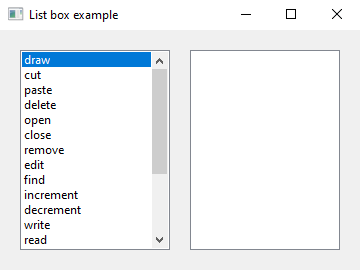 List box example
draw
cut
paste
delete
open
close
remove
edit
find
increment
decrement
write
read